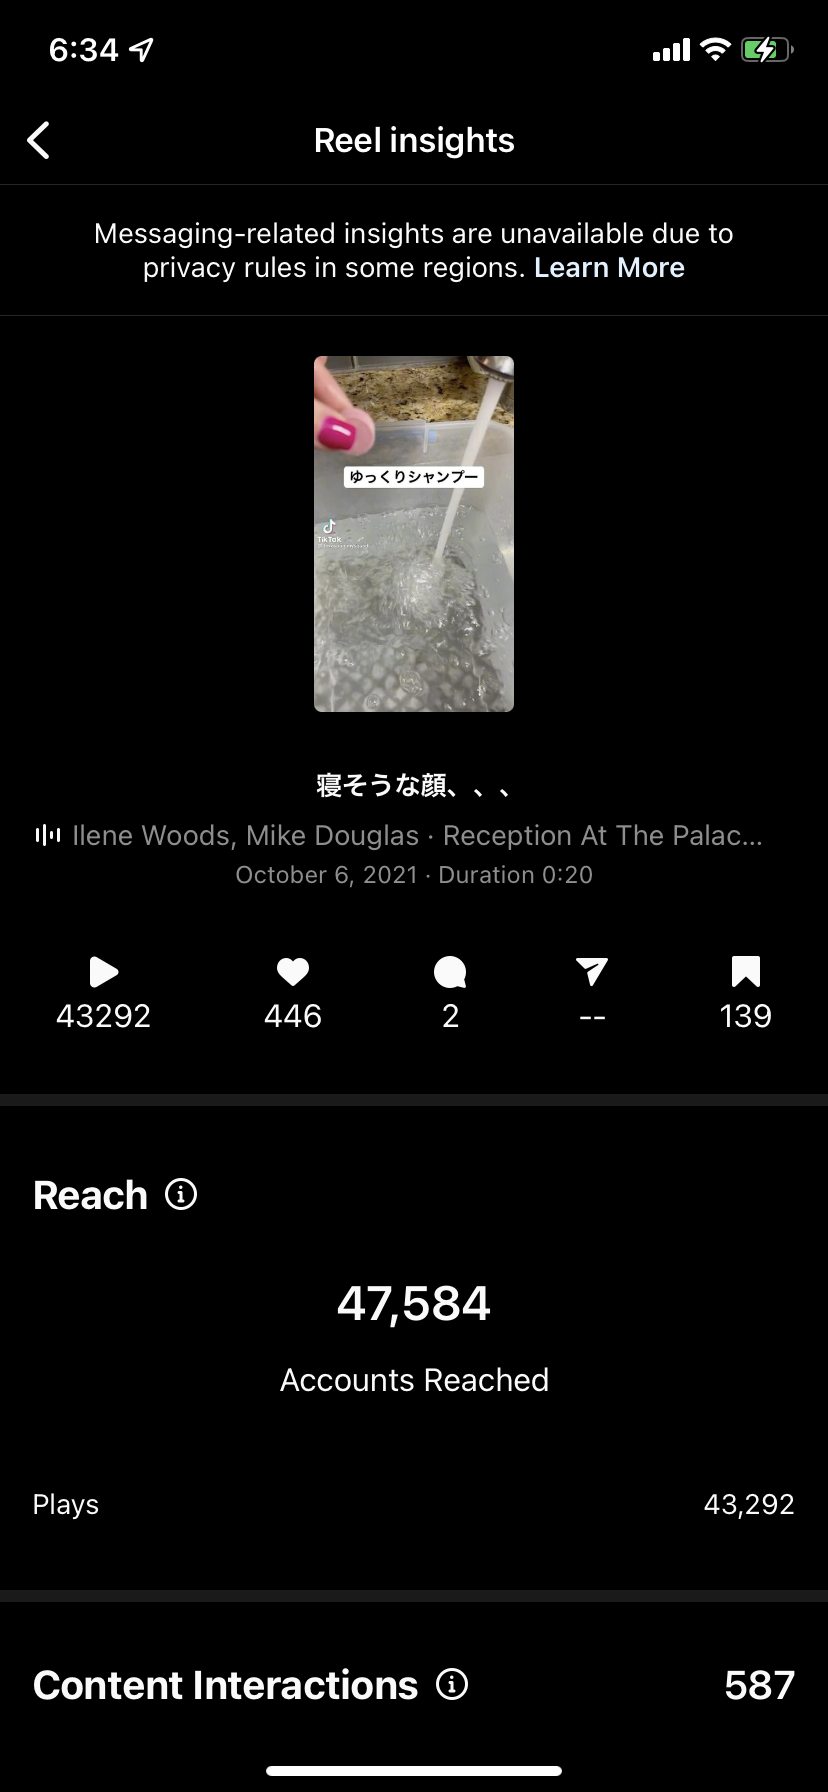 6:34
Reel insights
Messaging-related insights are unavailable due to
privacy rules in some regions. Learn More
ゆっくりシャンプー
TikTok
寝そうな顔、、、
Ilene Woods, Mike Douglas · Reception At The Palac...
October 6, 2021 · Duration 0:20
43292 446 2 -- 139
Reach
47,584
Accounts Reached
Plays 43,292
Content Interactions 587